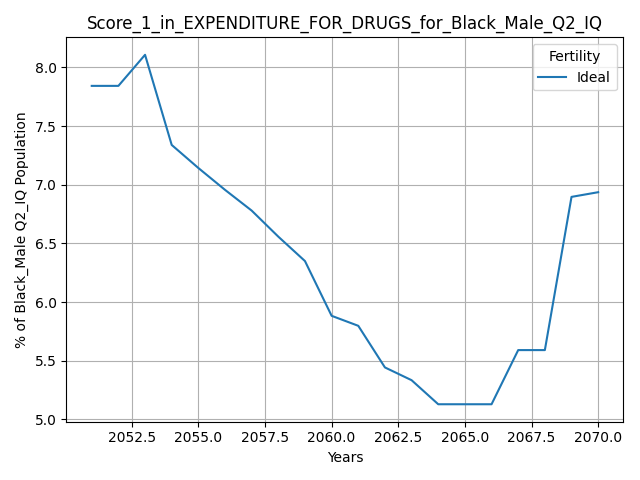 Score_1_in_EXPENDITURE_FOR_DRUGS_for_Black_Male_Q2_IQ
Fertility
Ideal
8.0
7.5
7.0
6.5
6.0
5.5
5.0
% of Black_Male Q2_IQ Population
2052.5 2055.0 2057.5 2060.0 2062.5 2065.0 2067.5 2070.0
Years